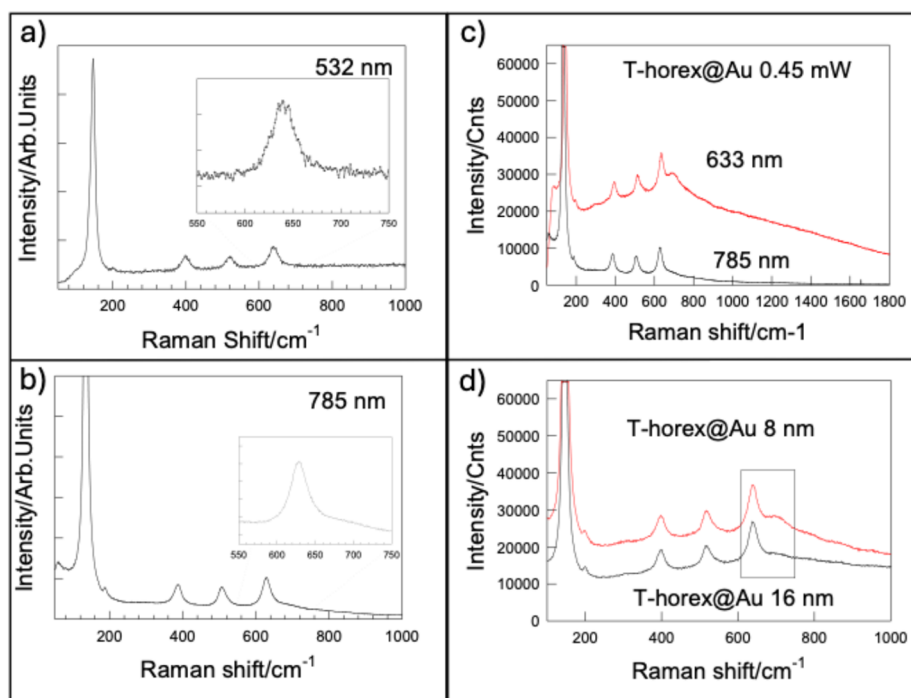 a)
532 nm
Intensity/Arb.Units
550 600 650 700 750
200 400 600 800 1000
Raman Shift/cm-1
c)
T-horex@Au 0.45 mW
Intensity/Cnts
60000
50000
40000
30000
20000
10000
0
633 nm
785 nm
200 400 600 800 1000 1200 1400 1600 1800
Raman shift/cm-1
b)
785 nm
Intensity/Arb.Units
550 600 650 700 750
200 400 600 800 1000
Raman shift/cm-1
d)
Intensity/Cnts
60000
50000
40000
30000
20000
10000
0
T-horex@Au 8 nm
T-horex@Au 16 nm
200 400 600 800 1000
Raman shift/cm-1